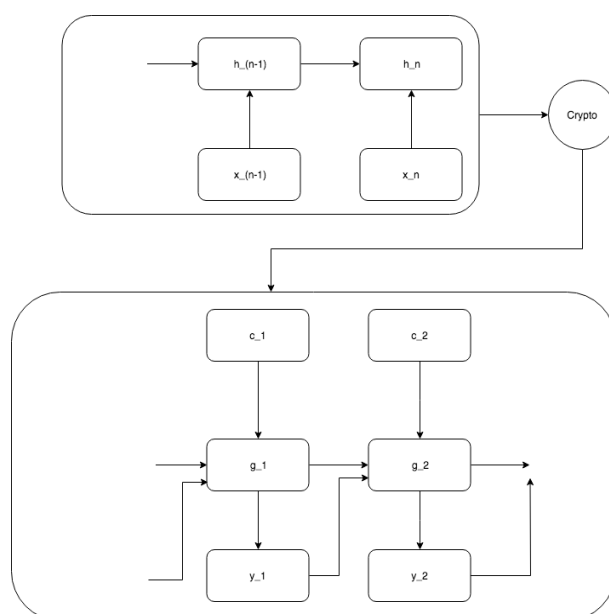 h_(n-1)
h_n
Crypto
x_(n-1)
x_n
c_1
c_2
g_1
g_2
y_1
y_2